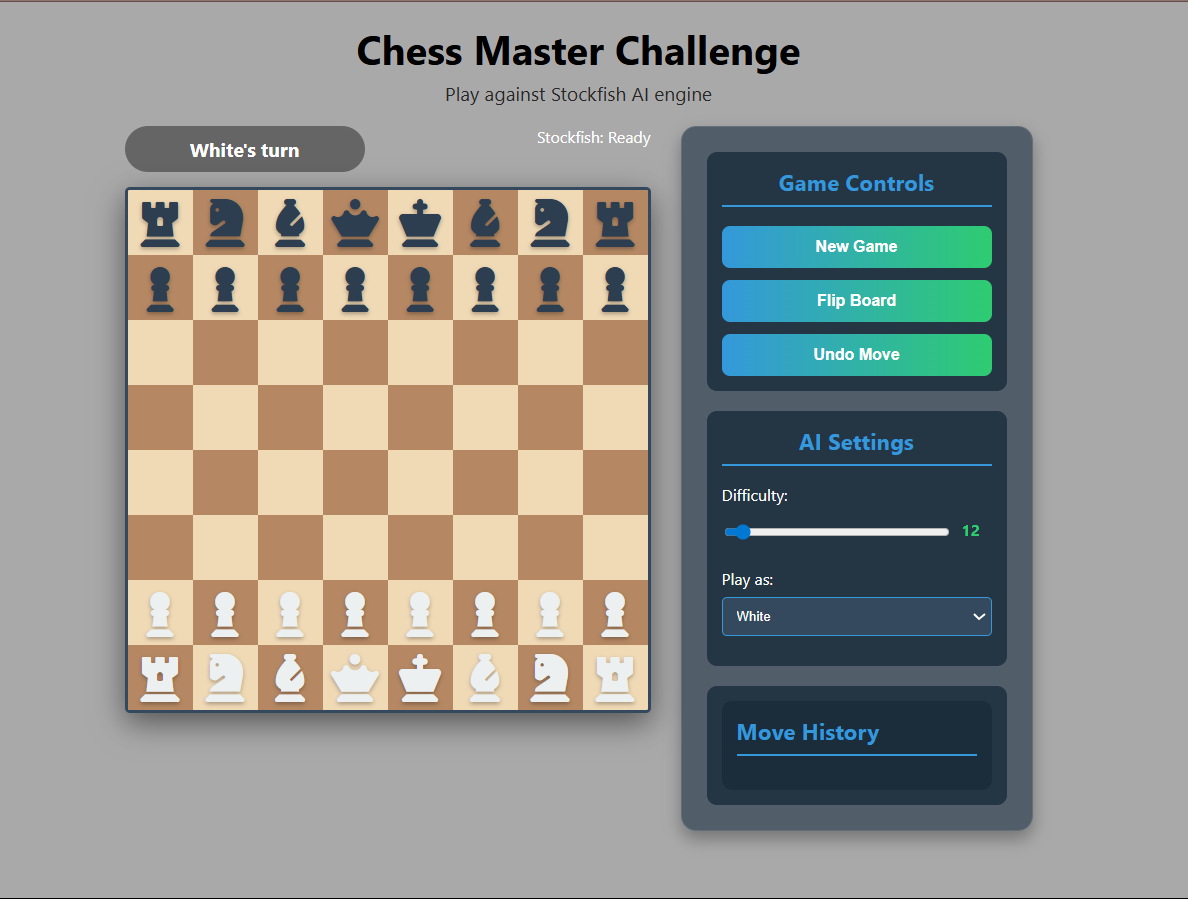 Chess Master Challenge
Play against Stockfish AI engine
White's turn
Stockfish: Ready
Game Controls
New Game
Flip Board
Undo Move
AI Settings
Difficulty:
12
Play as:
White
Move History